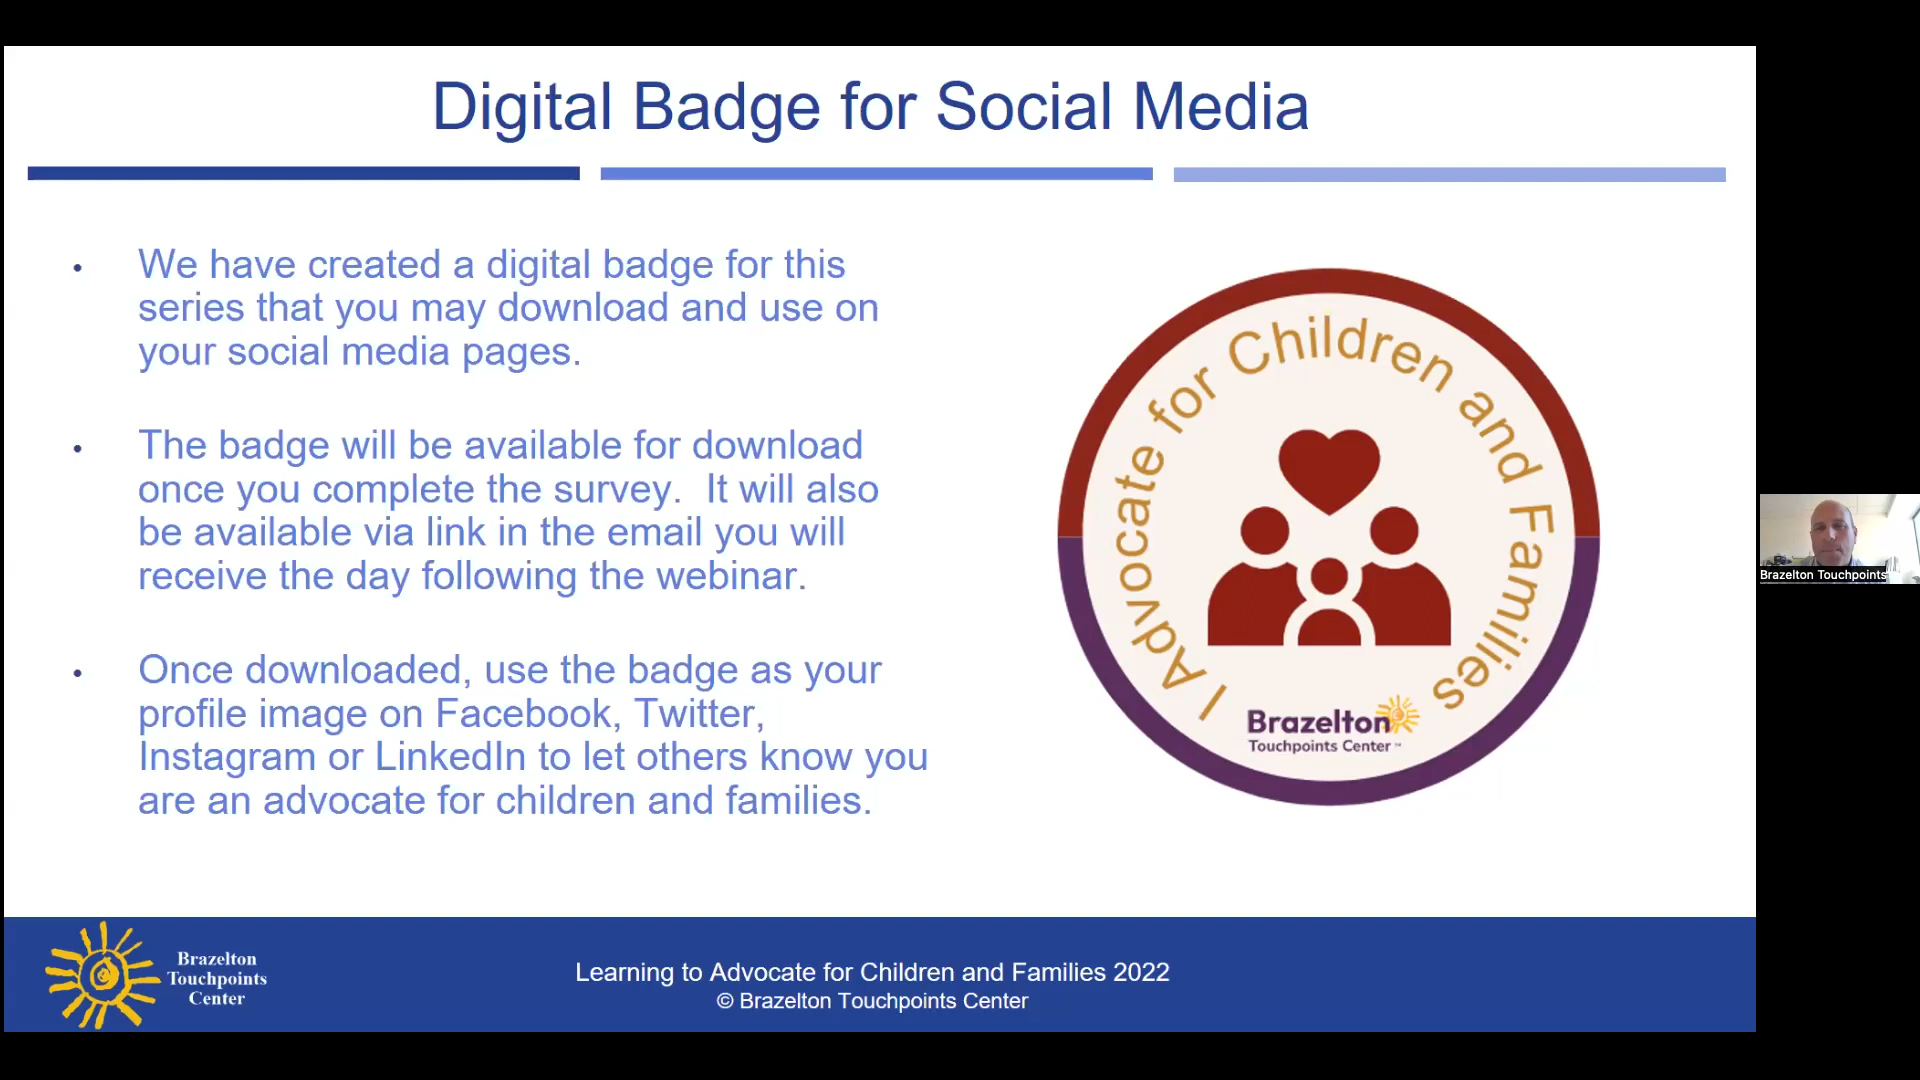 Digital Badge for Social Media
• We have created a digital badge for this
series that you may download and use on
your social media pages.
• The badge will be available for download
once you complete the survey.  It will also
be available via link in the email you will
receive the day following the webinar.
• Once downloaded, use the badge as your
profile image on Facebook, Twitter,
Instagram or LinkedIn to let others know you
are an advocate for children and families.
I Advocate for Children and Families
Brazelton
Touchpoints Center™
Brazelton Touchpoints
Brazelton
Touchpoints
Center
Learning to Advocate for Children and Families 2022
© Brazelton Touchpoints Center